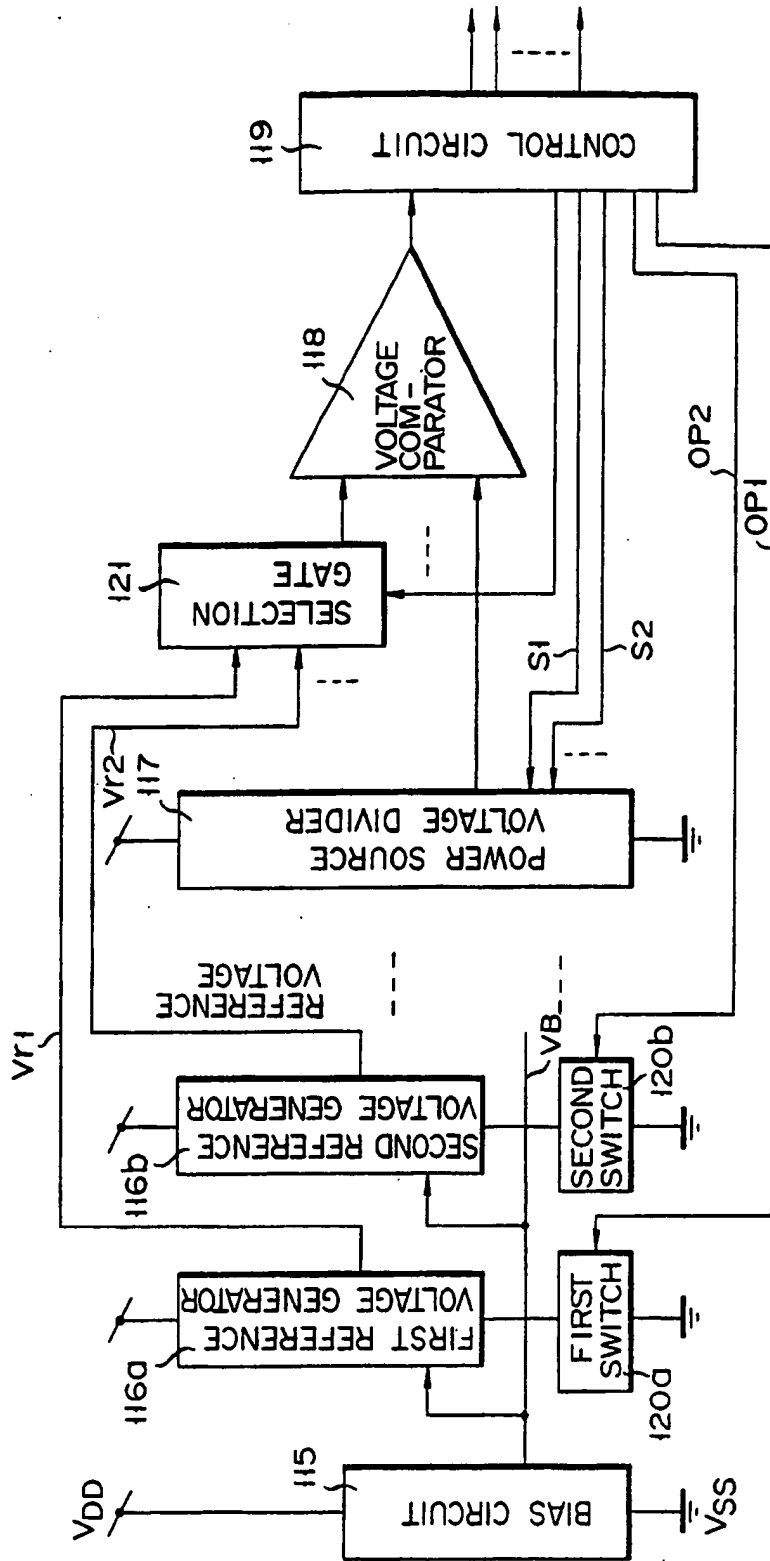 VDD
115
BIAS CIRCUIT
VSS
116a
FIRST REFERENCE
VOLTAGE GENERATOR
FIRST
SWITCH
120a
Vr1
116b
SECOND REFERENCE
VOLTAGE GENERATOR
SECOND
SWITCH
120b
VB
REFERENCE
VOLTAGE
Vr2
117
POWER SOURCE
VOLTAGE DIVIDER
121
SELECTION
GATE
S1
S2
118
VOLTAGE
COM-
PARATOR
119
CONTROL CIRCUIT
OP2
OP1